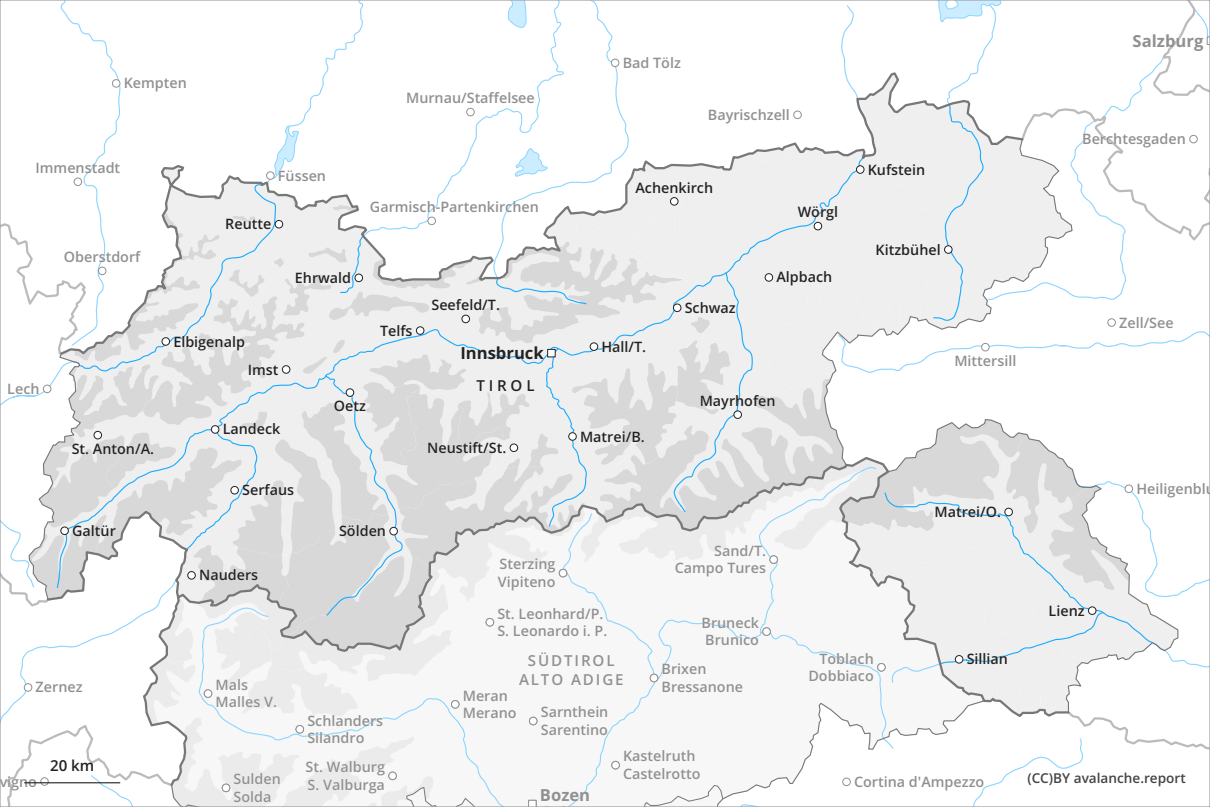 Salzburg
Bad Tölz
Kempten
Murnau/Staffelsee
Bayrischzell
Berchtesgaden
Immenstadt
Füssen
Kufstein
Achenkirch
Garmisch-Partenkirchen
Wörgl
Reutte
Kitzbühel
Oberstdorf
Ehrwald
Alpbach
Seefeld/T.
Schwaz
Zell/See
Telfs
Elbigenalp
Innsbruck
Hall/T.
Mittersill
Imst
TIROL
Lech
Oetz
Mayrhofen
Landeck
Matrei/B.
St. Anton/A.
Neustift/St.
Serfaus
Heiligenblu
Matrei/O.
Galtür
Sölden
Sand/T.
Campo Tures
Sterzing
Vipiteno
Nauders
Lienz
St. Leonhard/P.
S. Leonardo i. P.
Bruneck
Brunico
SÜDTIROL
ALTO ADIGE
Toblach
Dobbiaco
Sillian
Brixen
Bressanone
Zernez
Mals
Malles V.
Meran
Merano
Sarnthein
Sarentino
Schlanders
Silandro
Kastelruth
Castelrotto
20 km
St. Walburg
S. Valburga
vigno
Sulden
Solda
Cortina d'Ampezzo
(CC)BY avalanche.report
Bozen